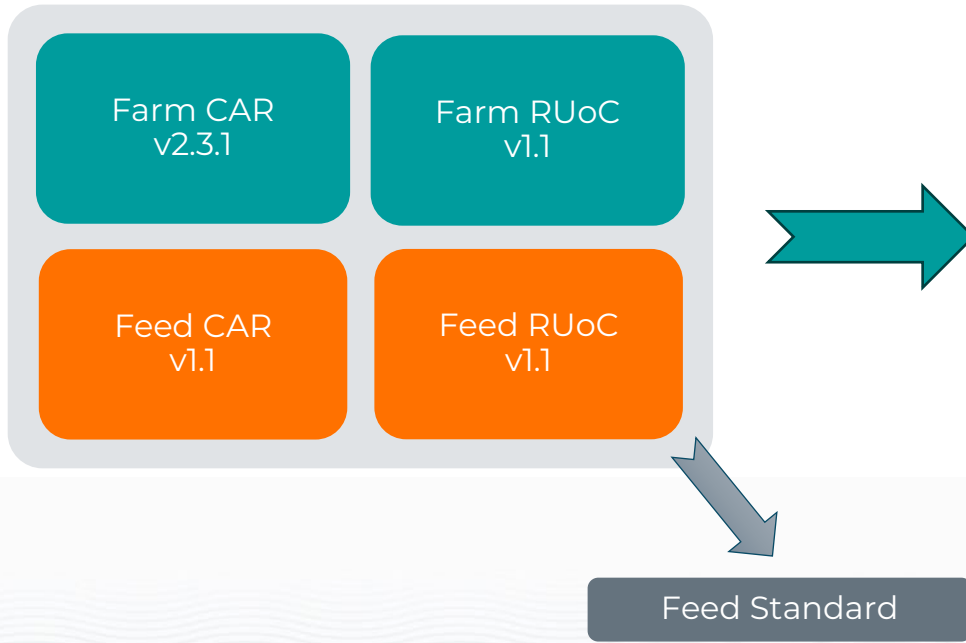 Farm CAR
v2.3.1
Farm RUoC
v1.1
Feed CAR
v1.1
Feed RUoC
v1.1
Feed Standard